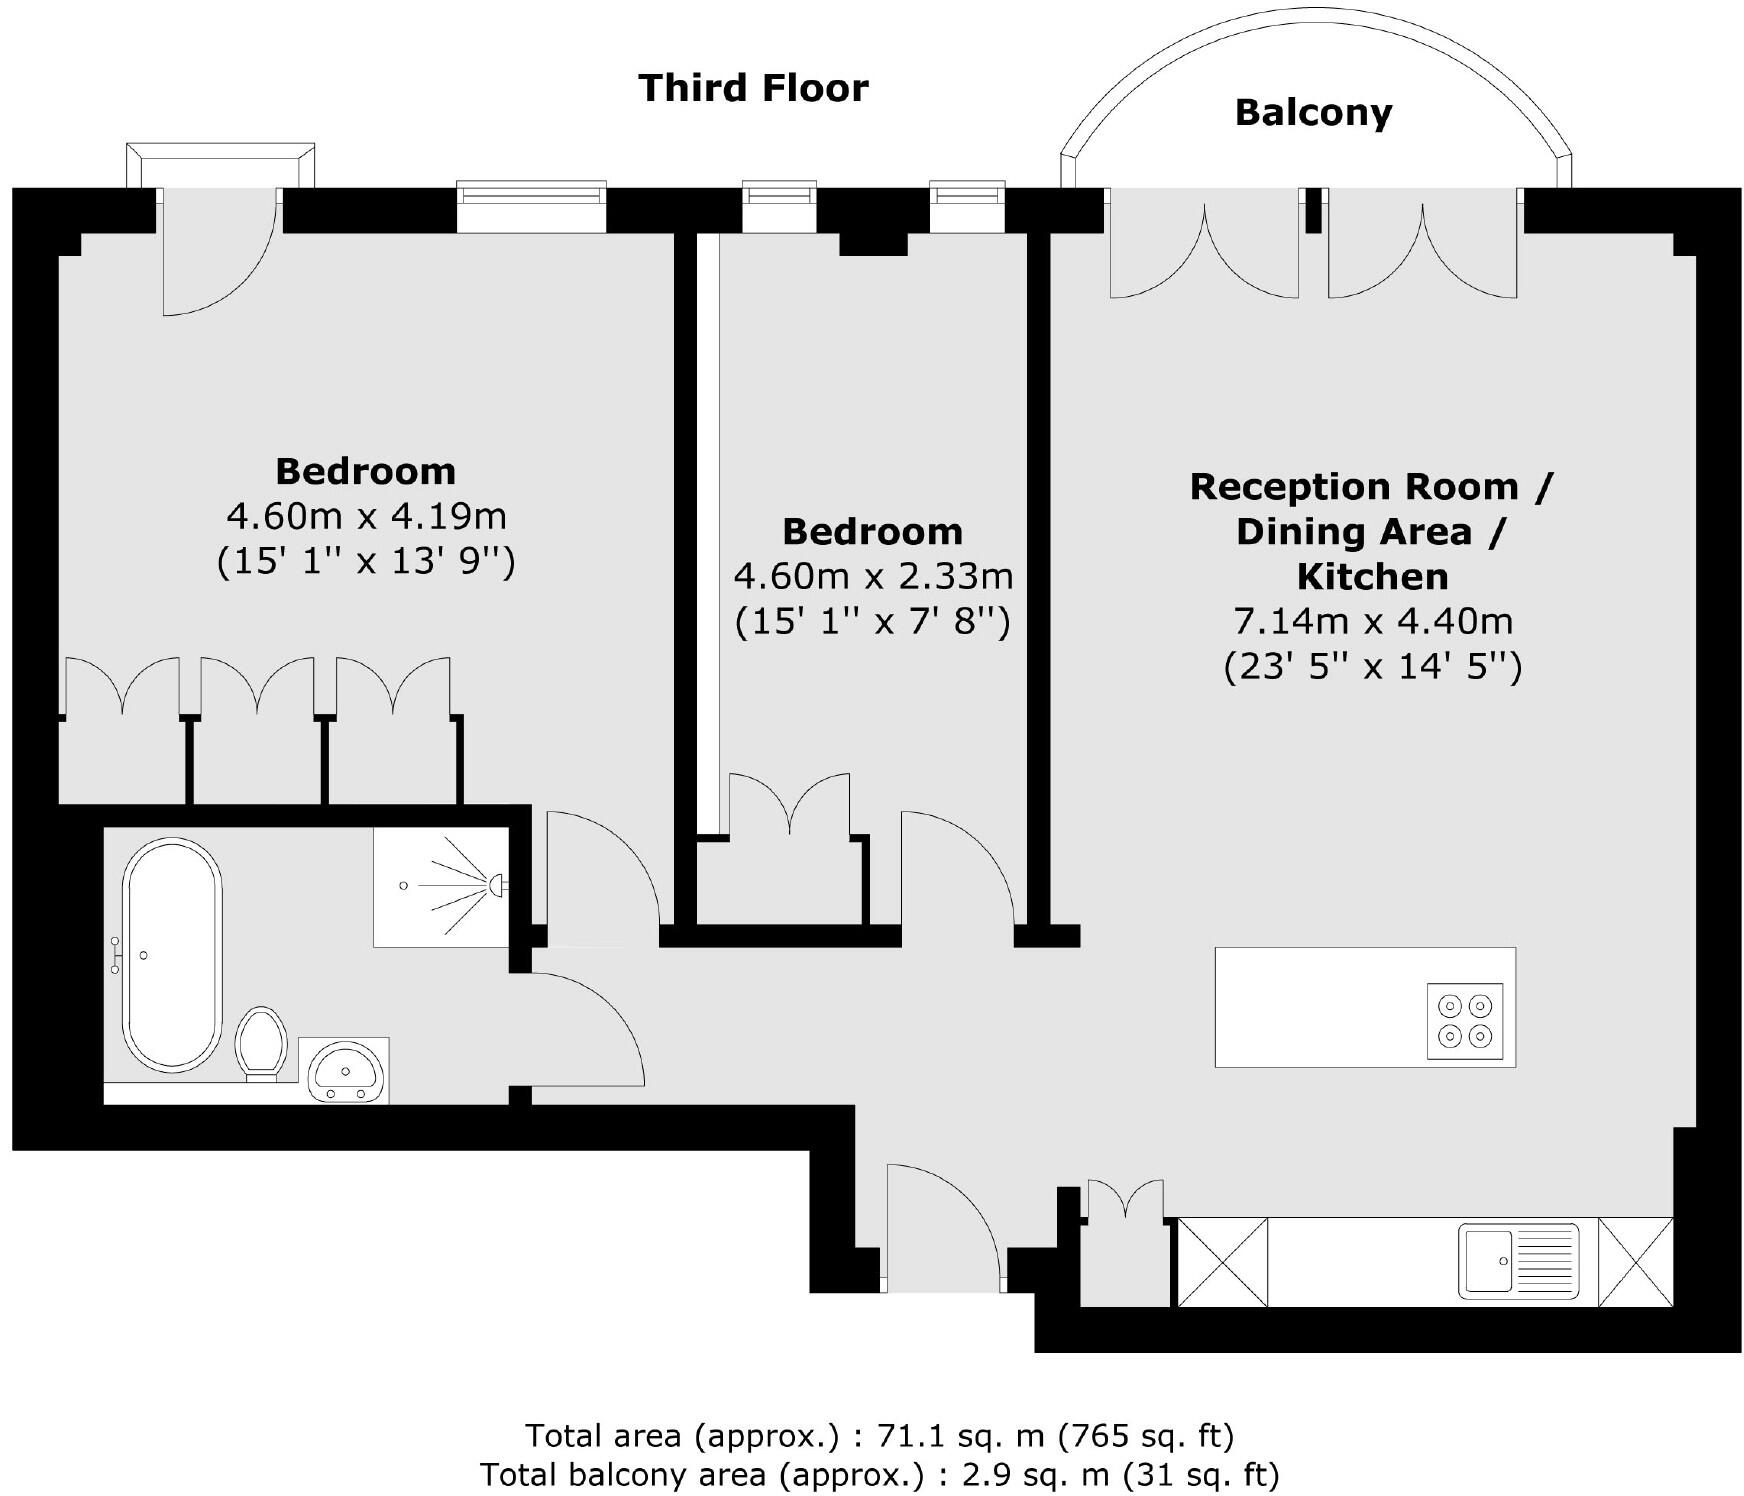 Third Floor
Balcony
Bedroom
4.60m x 4.19m
(15' 1'' x 13' 9'')
Bedroom
4.60m x 2.33m
(15' 1'' x 7' 8'')
Reception Room /
Dining Area /
Kitchen
7.14m x 4.40m
(23' 5'' x 14' 5'')
Total area (approx.) : 71.1 sq. m (765 sq. ft)
Total balcony area (approx.) : 2.9 sq. m (31 sq. ft)